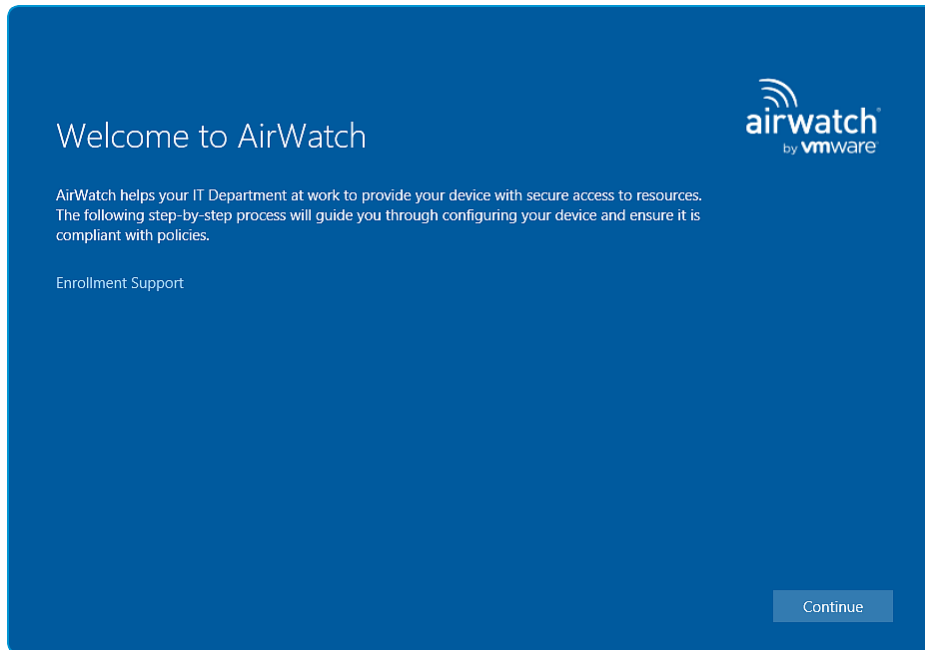 airwatch
by vmware
Welcome to AirWatch
AirWatch helps your IT Department at work to provide your device with secure access to resources.
The following step-by-step process will guide you through configuring your device and ensure it is
compliant with policies.
Enrollment Support
Continue